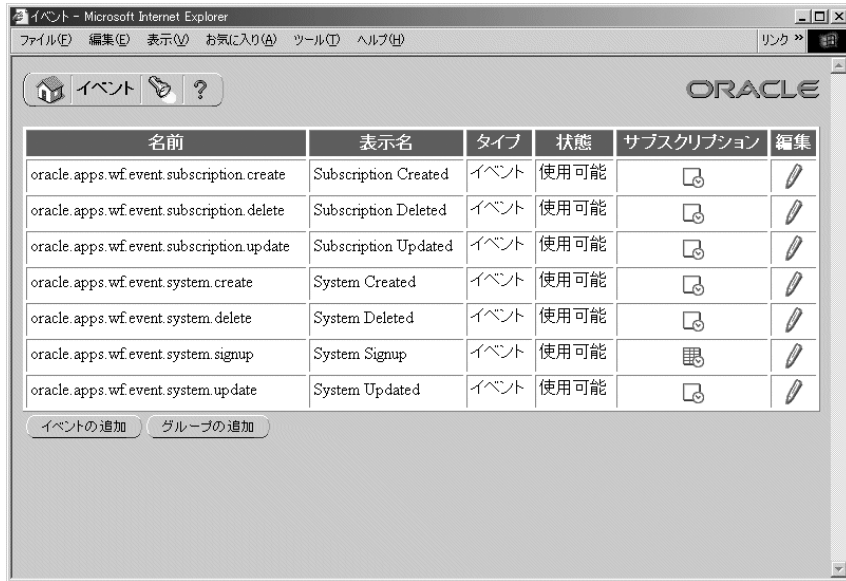 イベント - Microsoft Internet Explorer
ファイル(F) 編集(E) 表示(V) お気に入り(A) ツール(T) ヘルプ(H) リンク »
イベント ? ORACLE
名前 表示名 タイプ 状態 サブスクリプション 編集
oracle.apps.wf.event.subscription.create Subscription Created イベント 使用可能
oracle.apps.wf.event.subscription.delete Subscription Deleted イベント 使用可能
oracle.apps.wf.event.subscription.update Subscription Updated イベント 使用可能
oracle.apps.wf.event.system.create System Created イベント 使用可能
oracle.apps.wf.event.system.delete System Deleted イベント 使用可能
oracle.apps.wf.event.system.signup System Signup イベント 使用可能
oracle.apps.wf.event.system.update System Updated イベント 使用可能
イベントの追加 グループの追加